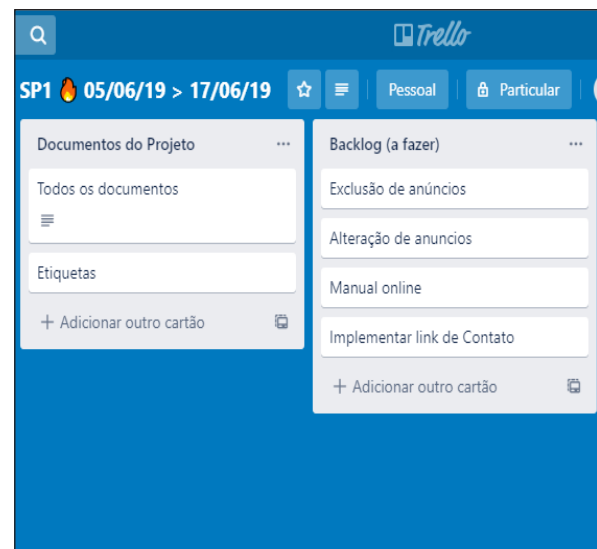 Trello
SP1 🔥 05/06/19 > 17/06/19 Pessoal Particular
Documentos do Projeto ...
Todos os documentos
Etiquetas
+ Adicionar outro cartão
Backlog (a fazer) ...
Exclusão de anúncios
Alteração de anuncios
Manual online
Implementar link de Contato
+ Adicionar outro cartão